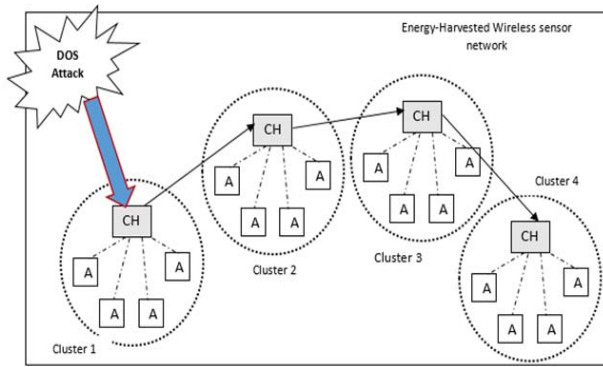 Energy-Harvested Wireless sensor
network
DOS
Attack
CH
A
A
A
A
Cluster 1
CH
A
A
A
A
Cluster 2
CH
A
A
A
A
Cluster 3
Cluster 4
CH
A
A
A
A